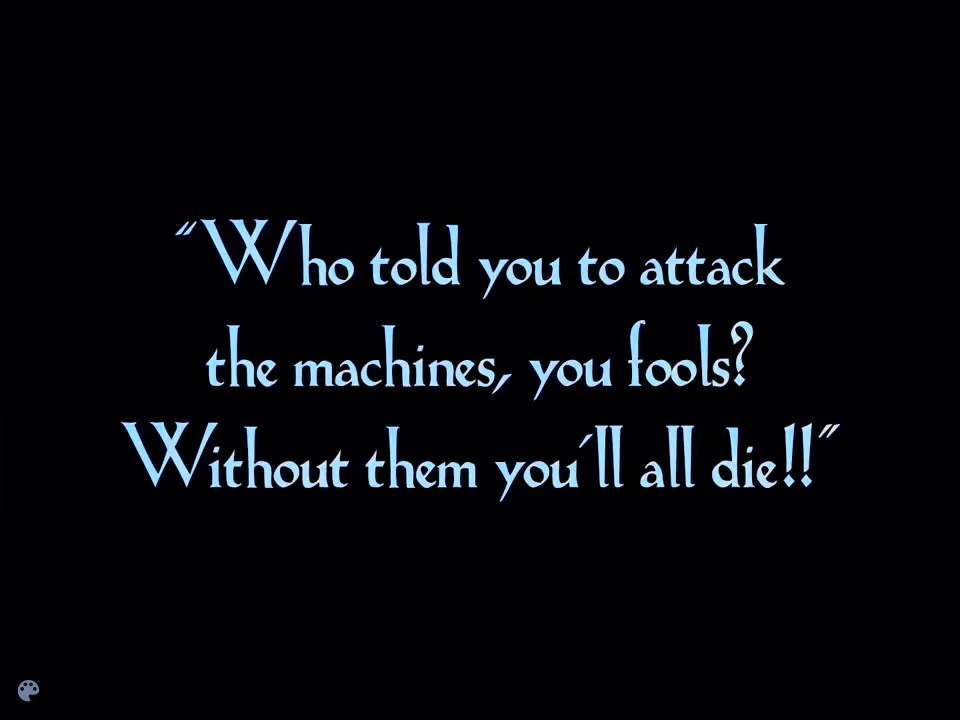 “Who told you to attack
the machines, you fools?
Without them you'll all die!!”